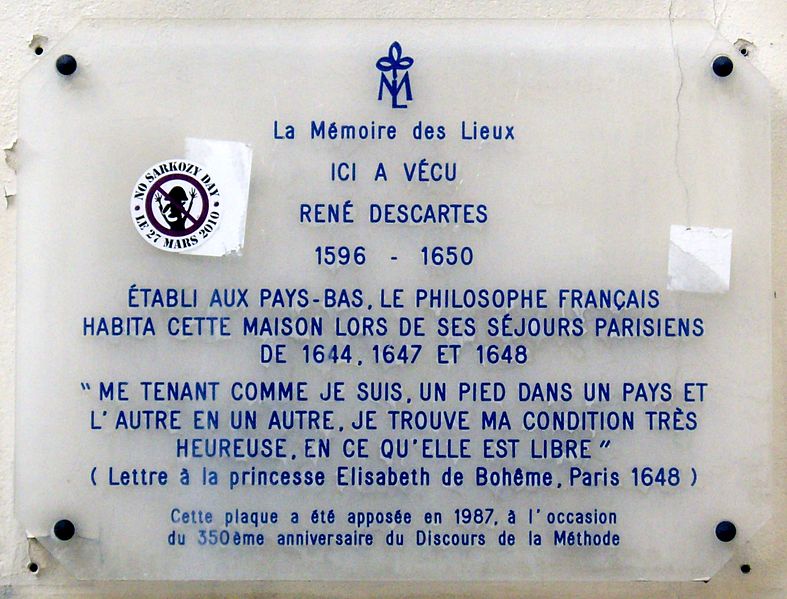 La Mémoire des Lieux
ICI A VÉCU
RENÉ DESCARTES
1596 - 1650
ÉTABLI AUX PAYS-BAS, LE PHILOSOPHE FRANÇAIS
HABITA CETTE MAISON LORS DE SES SÉJOURS PARISIENS
DE 1644, 1647 ET 1648
"ME TENANT COMME JE SUIS, UN PIED DANS UN PAYS ET
L'AUTRE EN UN AUTRE, JE TROUVE MA CONDITION TRÈS
HEUREUSE, EN CE QU'ELLE EST LIBRE"
(Lettre à la princesse Elisabeth de Bohême, Paris 1648)
Cette plaque a été apposée en 1987, à l'occasion
du 350ème anniversaire du Discours de la Méthode
NO SARKOZY DAY
LE 27 MARS 2010